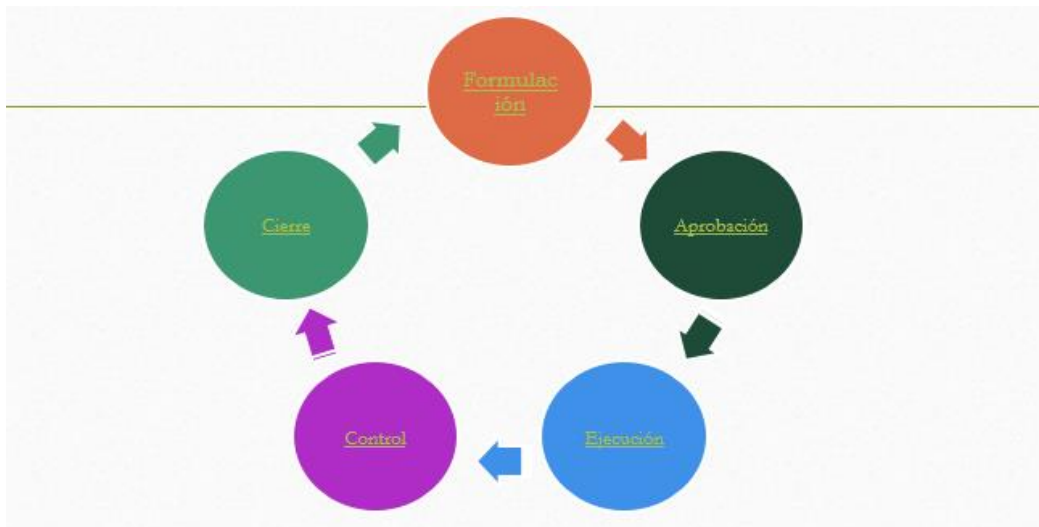 Formulac
ión
Aprobación
Ejecución
Control
Cierre